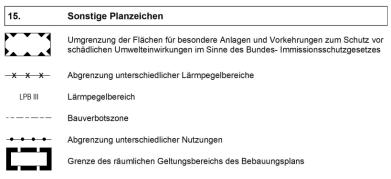 15. Sonstige Planzeichen
Umgrenzung der Flächen für besondere Anlagen und Vorkehrungen zum Schutz vor
schädlichen Umwelteinwirkungen im Sinne des Bundes- Immissionsschutzgesetzes
x x x Abgrenzung unterschiedlicher Lärmpegelbereiche
LPB III Lärmpegelbereich
Bauverbotszone
Abgrenzung unterschiedlicher Nutzungen
Grenze des räumlichen Geltungsbereichs des Bebauungsplans